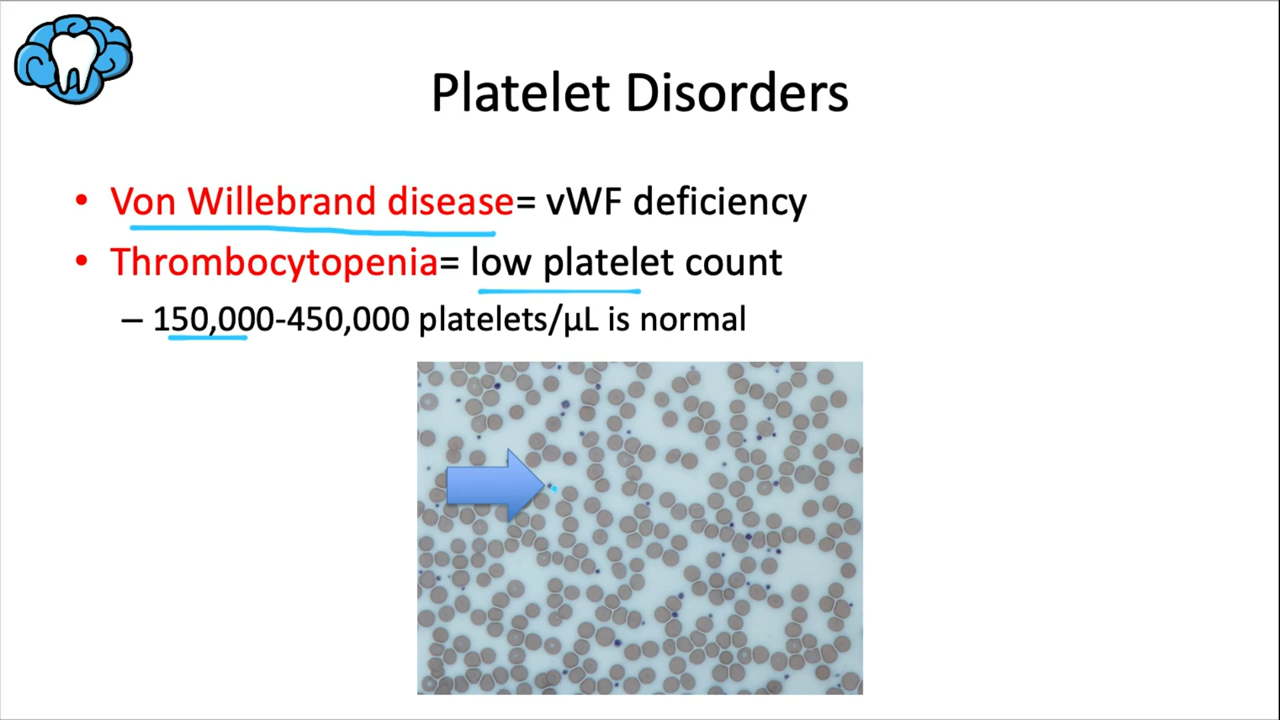 Platelet Disorders
• Von Willebrand disease= vWF deficiency
• Thrombocytopenia= low platelet count
– 150,000-450,000 platelets/µL is normal